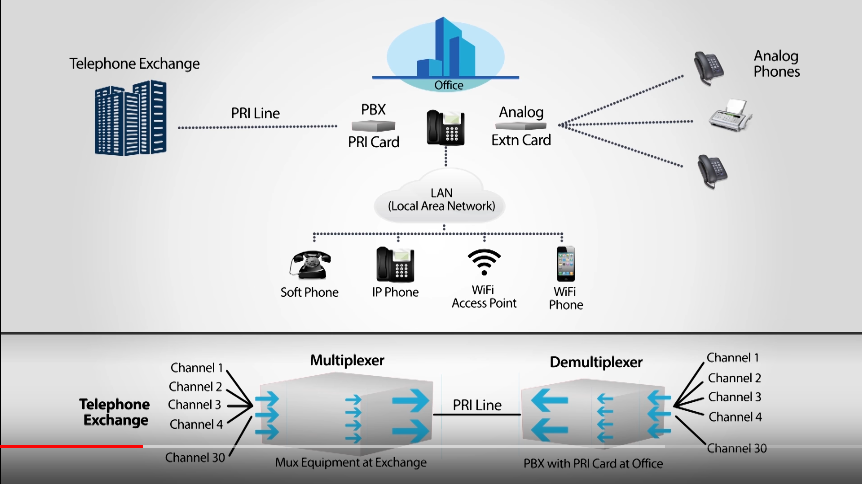 Office
Telephone Exchange
PRI Line
PBX
PRI Card
Analog
Extn Card
Analog
Phones
LAN
(Local Area Network)
Soft Phone
IP Phone
WiFi
Access Point
WiFi
Phone
Multiplexer
Demultiplexer
Telephone
Exchange
Channel 1
Channel 2
Channel 3
Channel 4
Channel 30
PRI Line
Channel 1
Channel 2
Channel 3
Channel 4
Channel 30
Mux Equipment at Exchange
PBX with PRI Card at Office